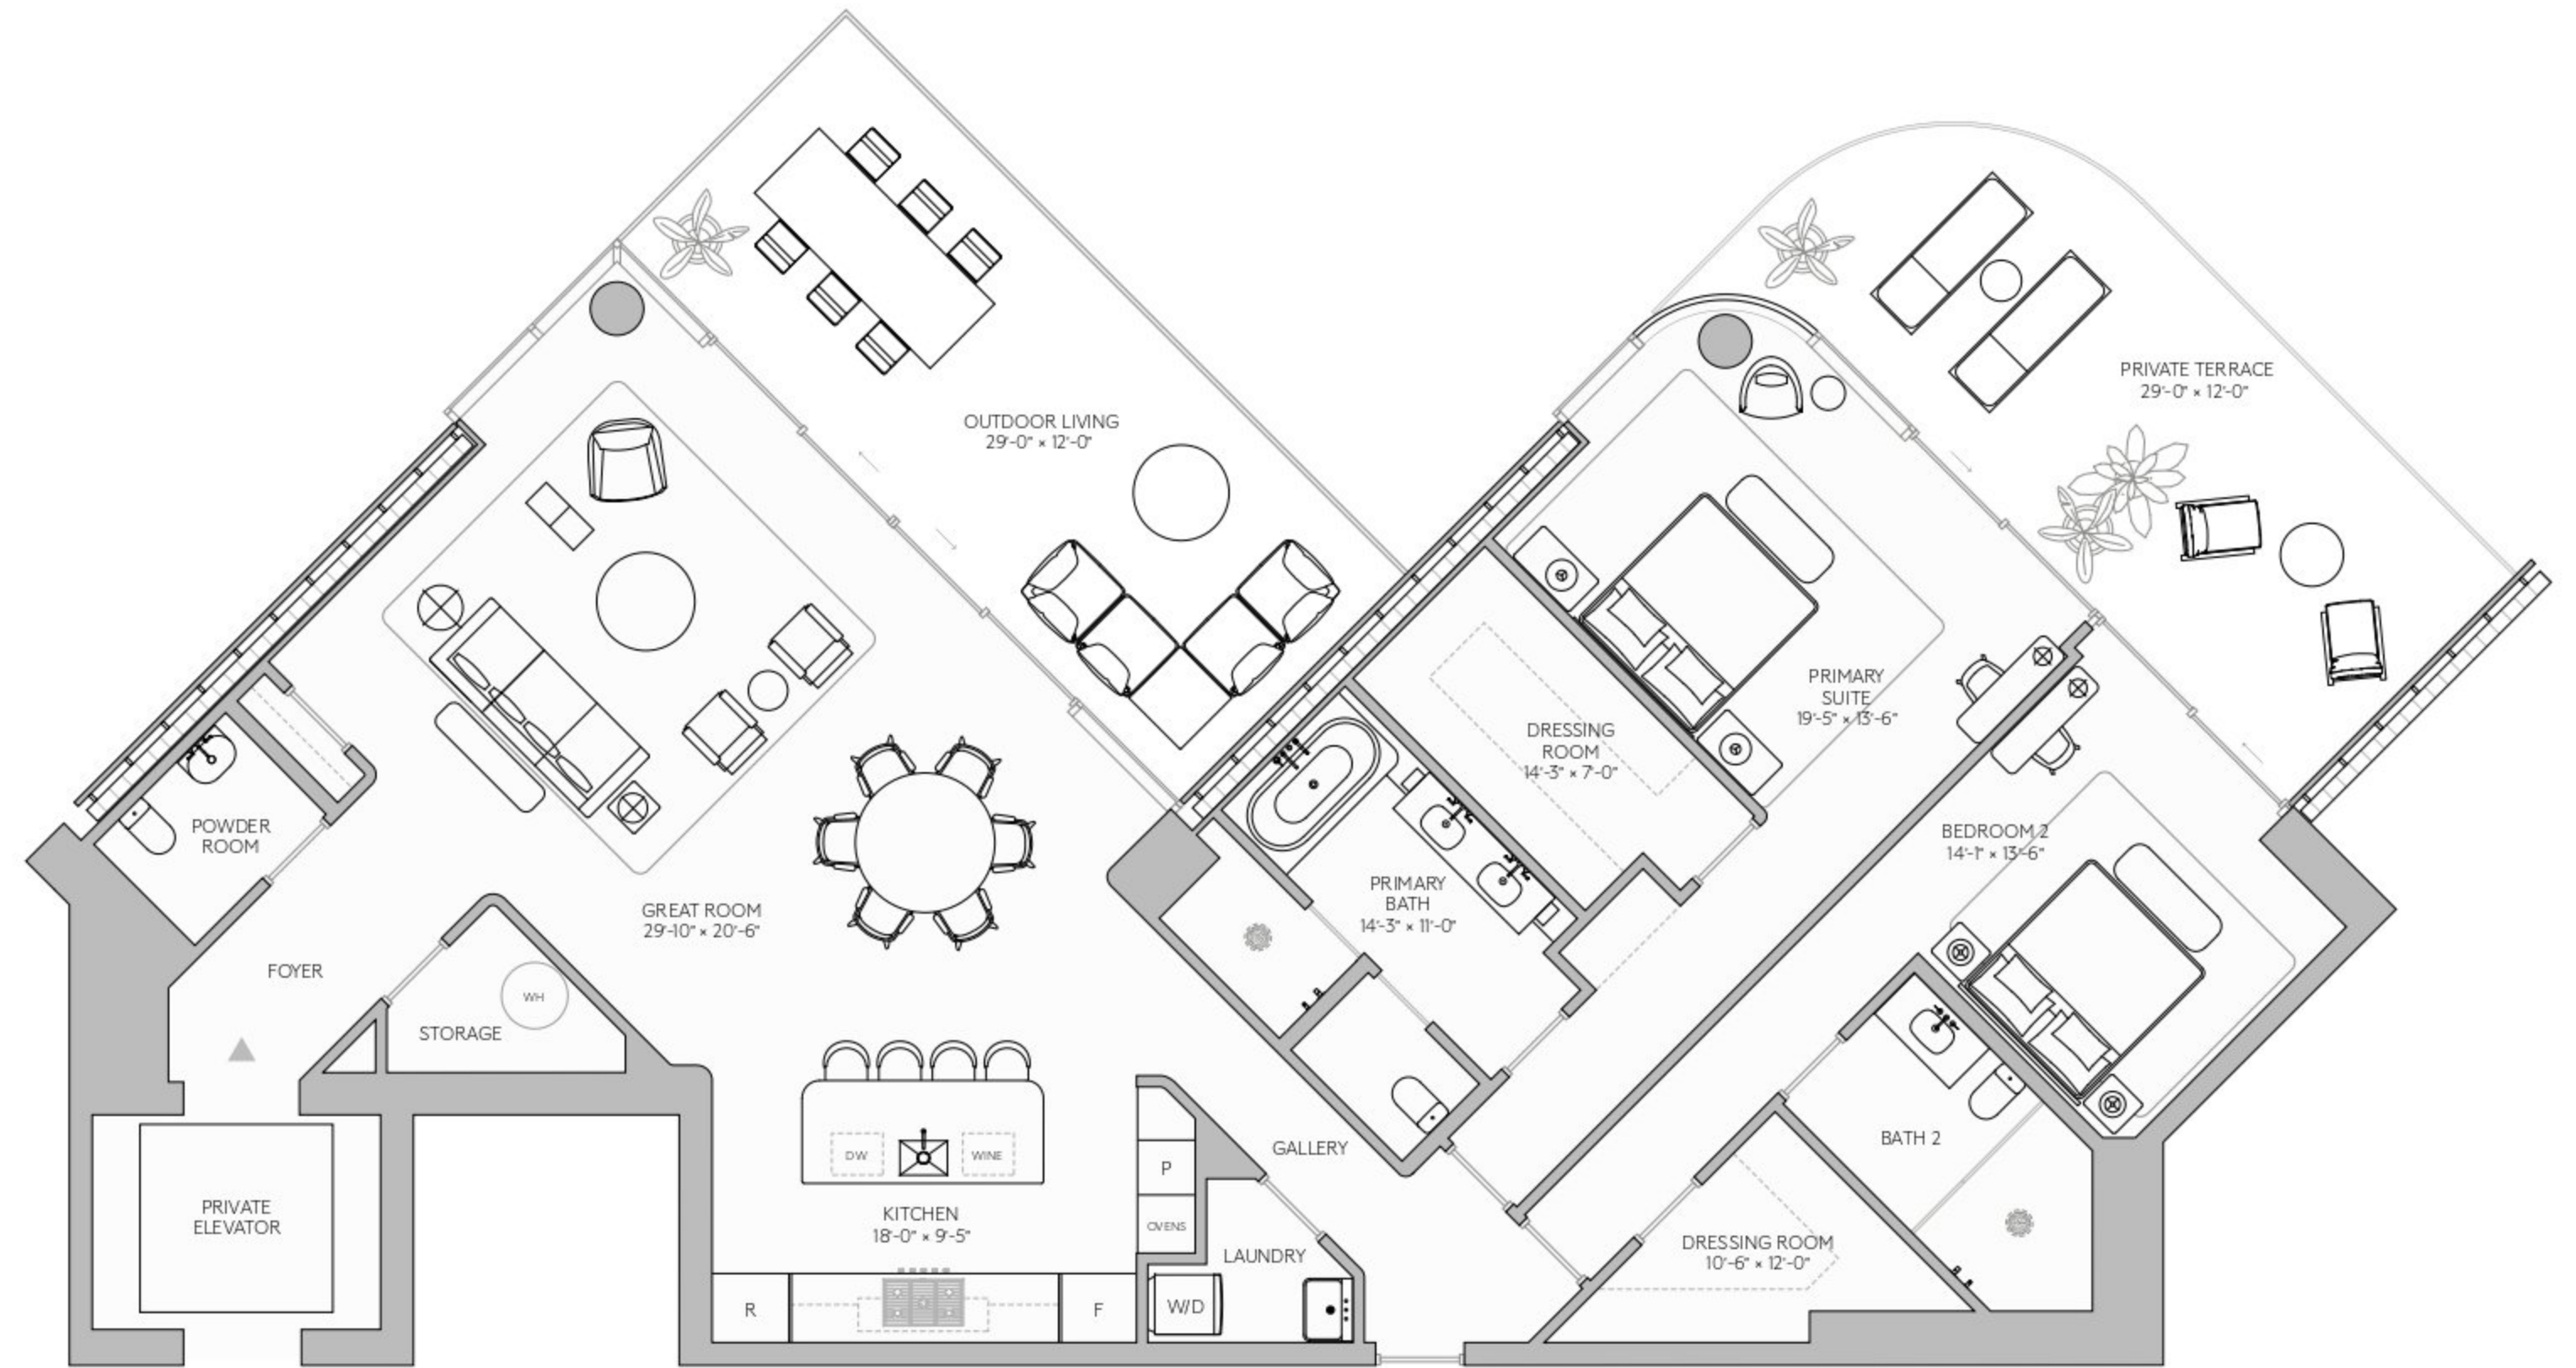 OUTDOOR LIVING
29'-0" × 12'-0"
PRIVATE TERRACE
29'-0" × 12'-0"
PRIMARY
SUITE
19'-5" × 13'-6"
DRESSING
ROOM
14'-3" × 7'-0"
POWDER
ROOM
BEDROOM 2
14'-1" × 13'-6"
PRIMARY
BATH
14'-3" × 11'-0"
GREAT ROOM
29'-10" × 20'-6"
FOYER
WH
STORAGE
GALLERY
BATH 2
DW
WINE
P
OVENS
PRIVATE
ELEVATOR
KITCHEN
18'-0" × 9'-5"
LAUNDRY
DRESSING ROOM
10'-6" × 12'-0"
R
F
W/D